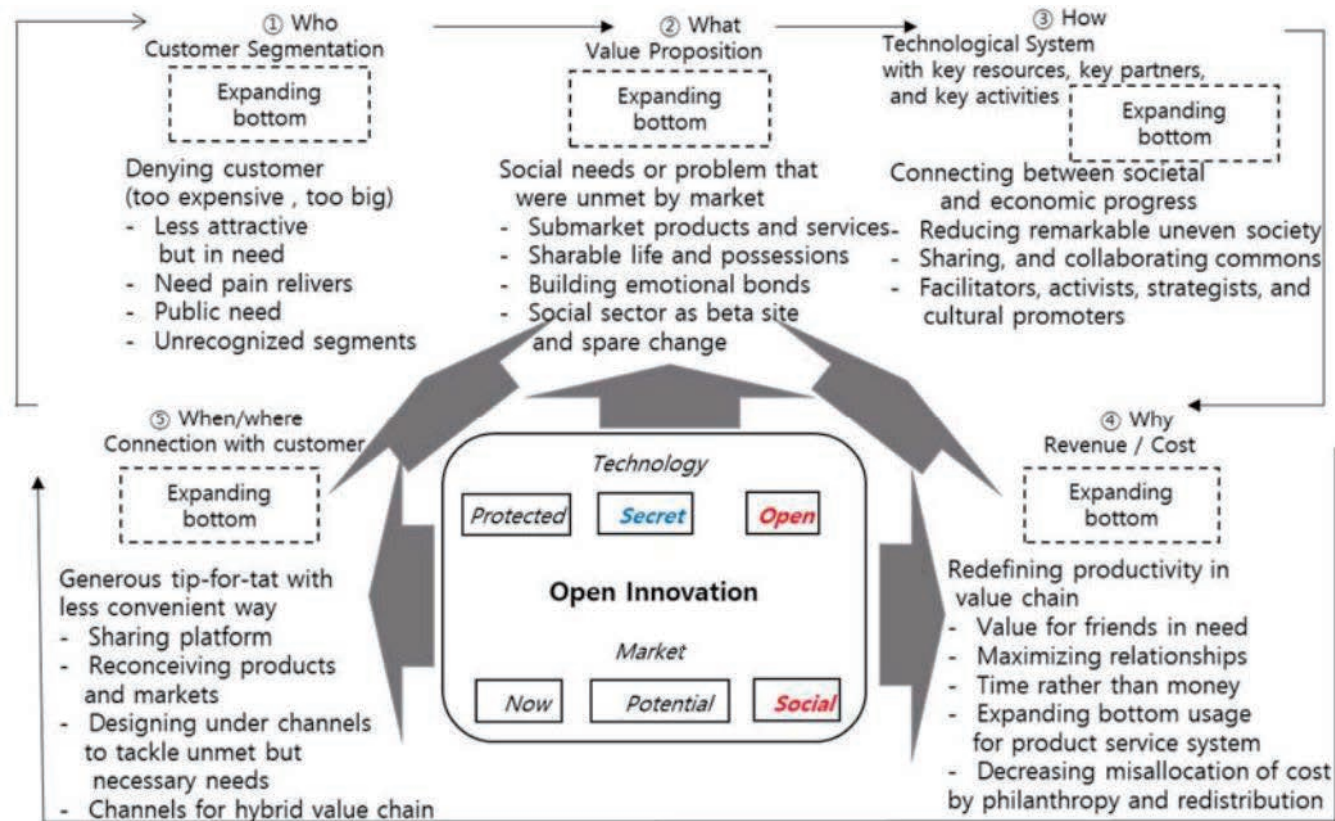 ① Who
Customer Segmentation
Expanding
bottom
Denying customer
(too expensive , too big)
- Less attractive
but in need
- Need pain relivers
- Public need
- Unrecognized segments
② What
Value Proposition
Expanding
bottom
Social needs or problem that
were unmet by market
- Submarket products and services
- Sharable life and possessions
- Building emotional bonds
- Social sector as beta site
and spare change
③ How
Technological System
with key resources, key partners,
and key activities
Expanding
bottom
Connecting between societal
and economic progress
- Reducing remarkable uneven society
- Sharing, and collaborating commons
- Facilitators, activists, strategists, and
cultural promoters
⑤ When/where
Connection with customer
Expanding
bottom
Generous tip-for-tat with
less convenient way
- Sharing platform
- Reconceiving products
and markets
- Designing under channels
to tackle unmet but
necessary needs
- Channels for hybrid value chain
Technology
Protected
Secret
Open
Open Innovation
Market
Now
Potential
Social
④ Why
Revenue / Cost
Expanding
bottom
Redefining productivity in
value chain
- Value for friends in need
- Maximizing relationships
- Time rather than money
- Expanding bottom usage
for product service system
- Decreasing misallocation of cost
by philanthropy and redistribution